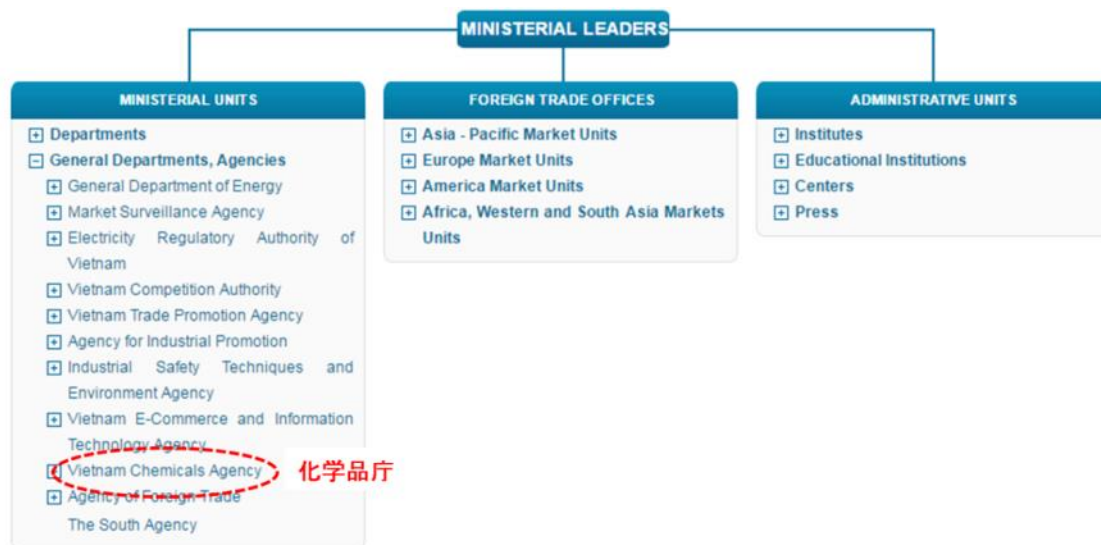 MINISTERIAL LEADERS
MINISTERIAL UNITS
Departments
General Departments, Agencies
General Department of Energy
Market Surveillance Agency
Electricity Regulatory Authority of
Vietnam
Vietnam Competition Authority
Vietnam Trade Promotion Agency
Agency for Industrial Promotion
Industrial Safety Techniques and
Environment Agency
Vietnam E-Commerce and Information
Technology Agency
Vietnam Chemicals Agency
化学品庁
Agency of Foreign Trade
The South Agency
FOREIGN TRADE OFFICES
Asia - Pacific Market Units
Europe Market Units
America Market Units
Africa, Western and South Asia Markets
Units
ADMINISTRATIVE UNITS
Institutes
Educational Institutions
Centers
Press